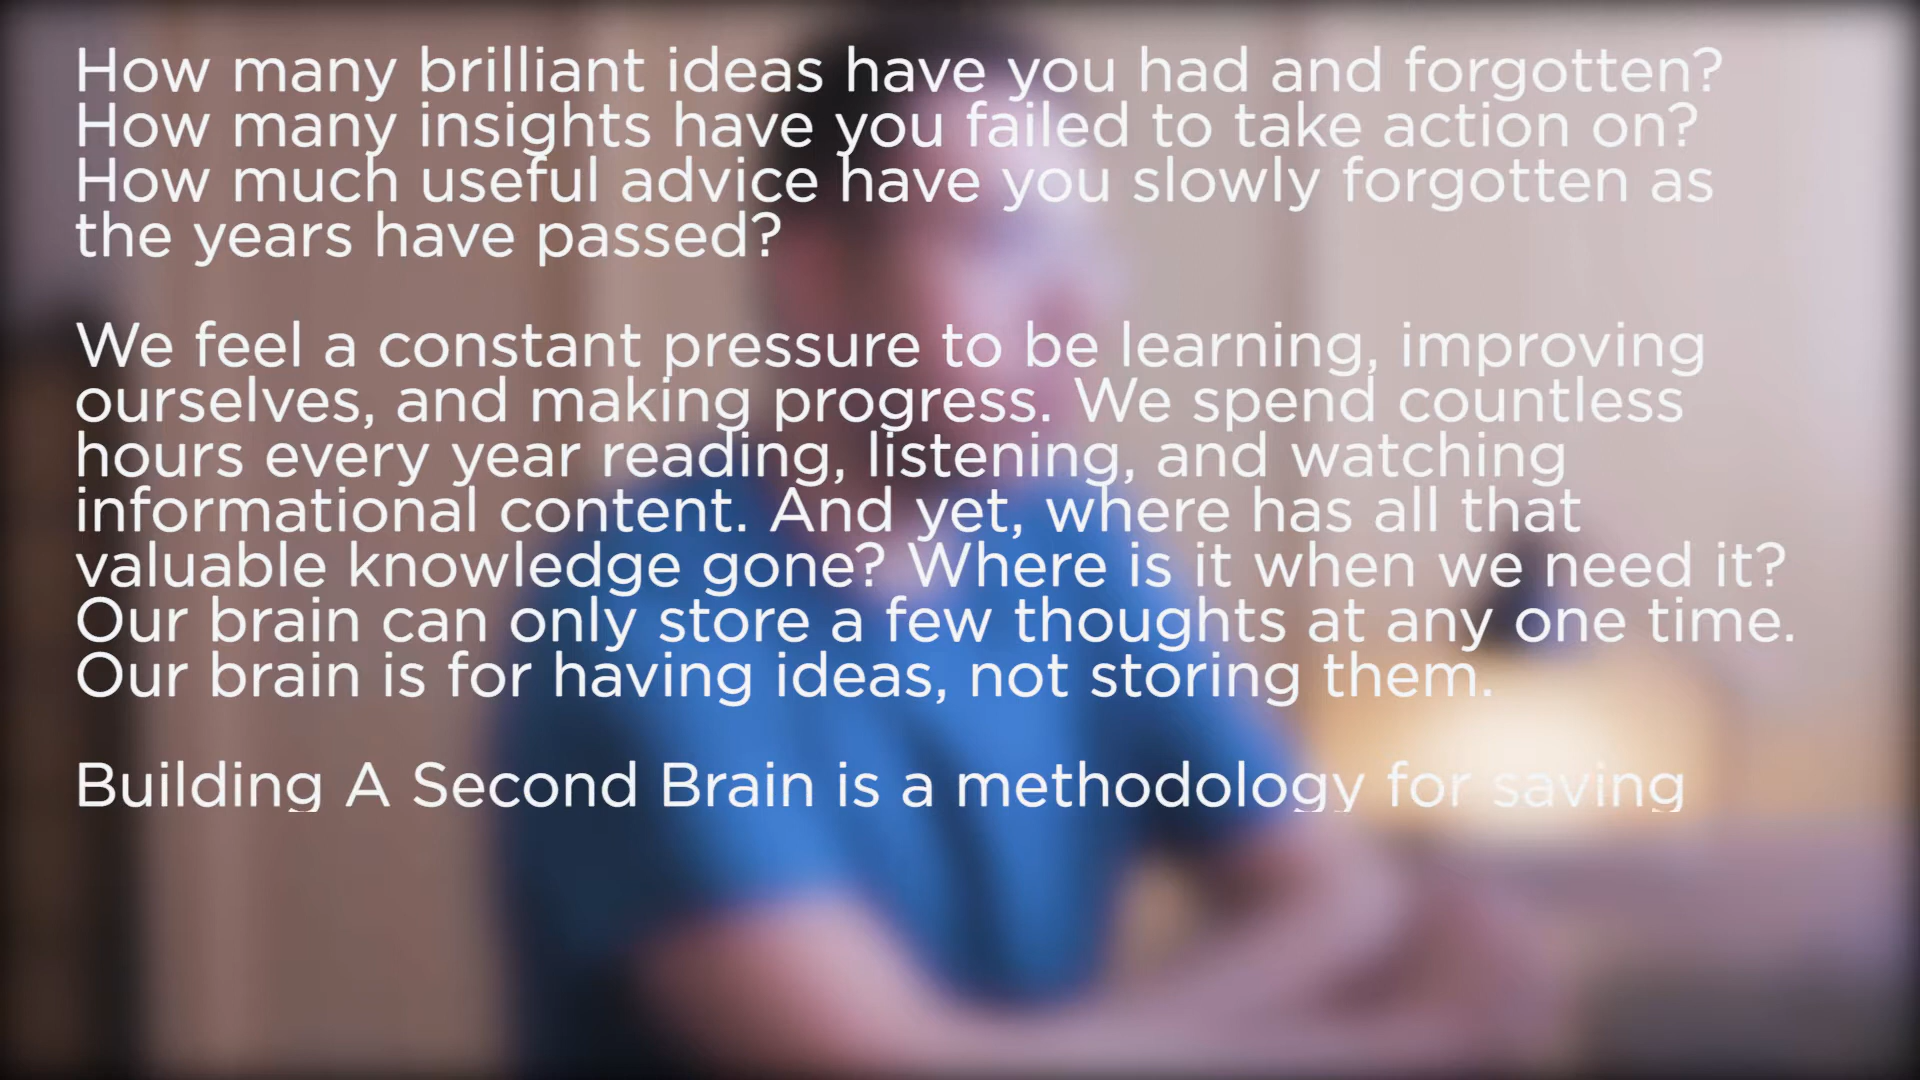 How many brilliant ideas have you had and forgotten?
How many insights have you failed to take action on?
How much useful advice have you slowly forgotten as
the years have passed?
We feel a constant pressure to be learning, improving
ourselves, and making progress. We spend countless
hours every year reading, listening, and watching
informational content. And yet, where has all that
valuable knowledge gone? Where is it when we need it?
Our brain can only store a few thoughts at any one time.
Our brain is for having ideas, not storing them.
Building A Second Brain is a methodology for saving